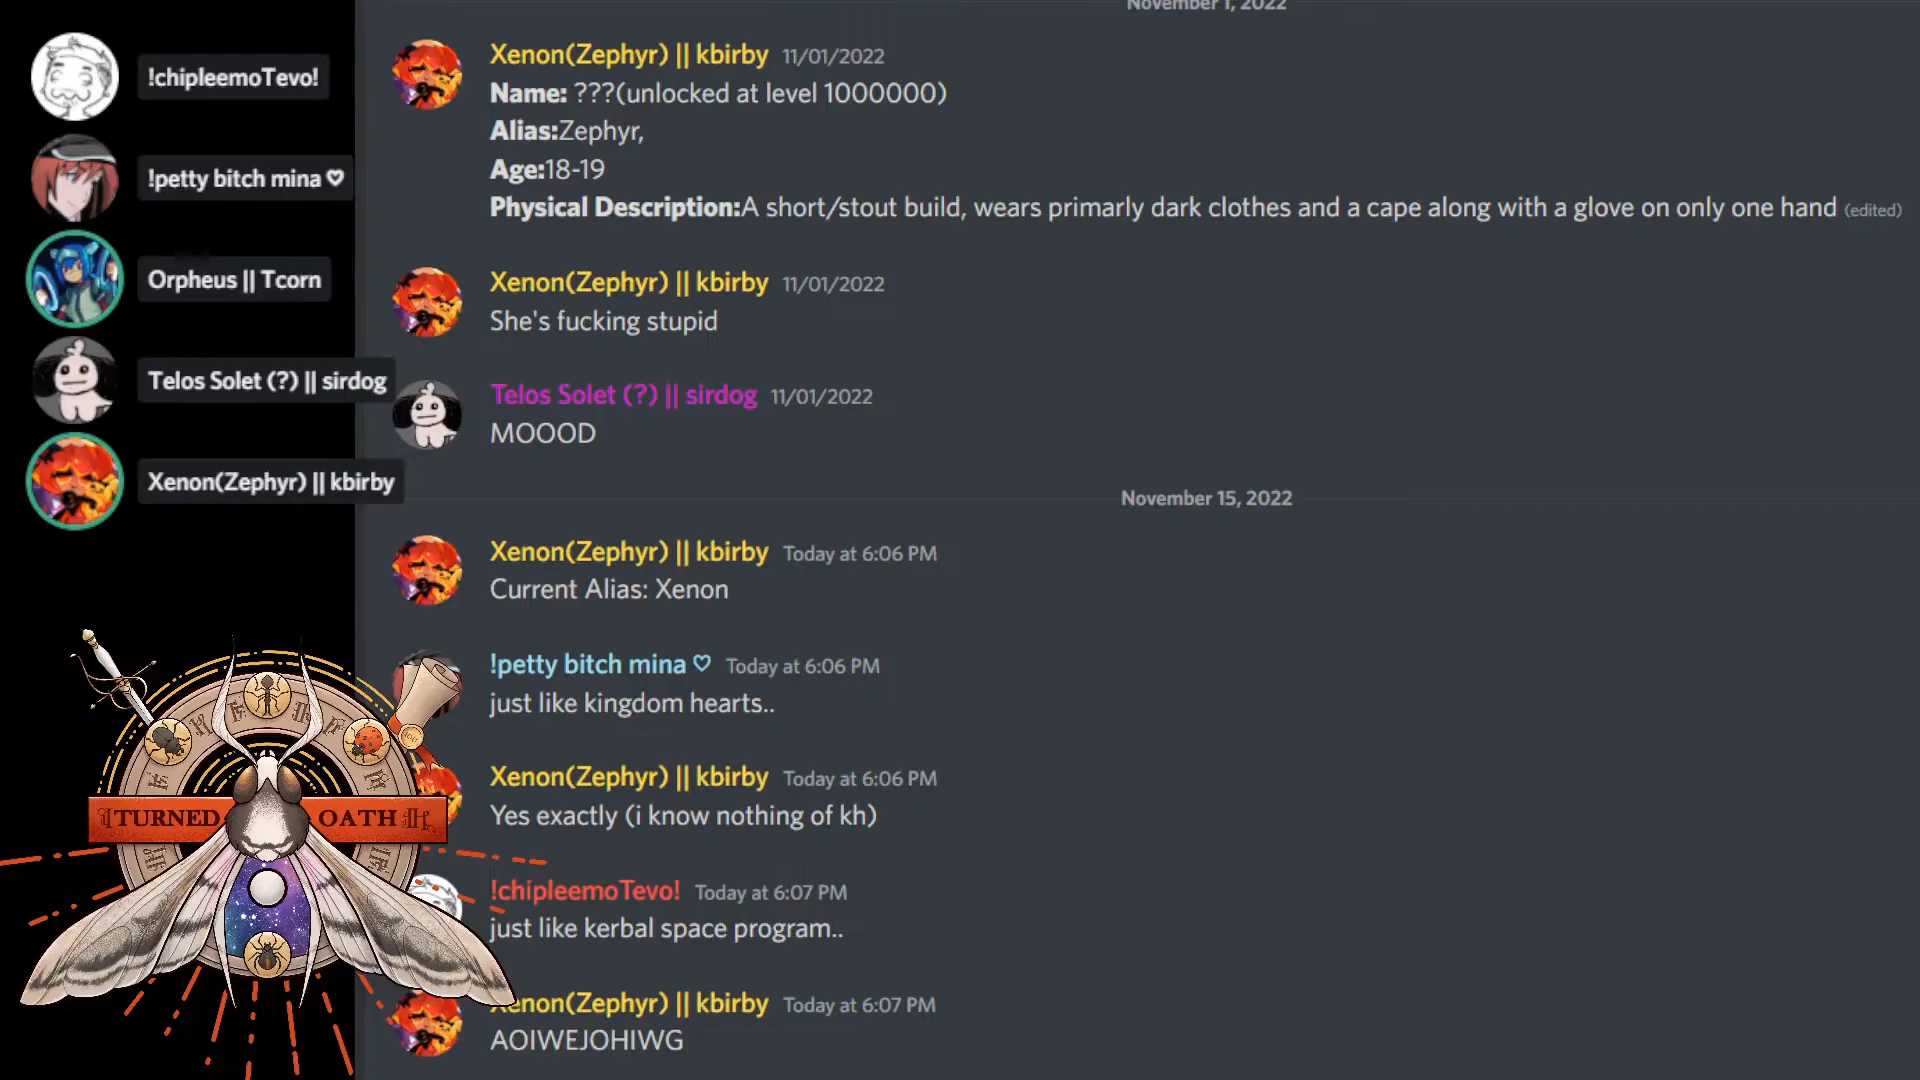 !chipleemoTevo!
!petty bitch mina ♡
Orpheus || Tcorn
Telos Solet (?) || sirdog
Xenon(Zephyr) || kbirby
TURNED OATH
November 1, 2022
Xenon(Zephyr) || kbirby 11/01/2022
Name: ???(unlocked at level 1000000)
Alias:Zephyr,
Age:18-19
Physical Description:A short/stout build, wears primarly dark clothes and a cape along with a glove on only one hand (edited)
Xenon(Zephyr) || kbirby 11/01/2022
She's fucking stupid
Telos Solet (?) || sirdog 11/01/2022
MOOOD
November 15, 2022
Xenon(Zephyr) || kbirby Today at 6:06 PM
Current Alias: Xenon
!petty bitch mina ♡ Today at 6:06 PM
just like kingdom hearts..
Xenon(Zephyr) || kbirby Today at 6:06 PM
Yes exactly (i know nothing of kh)
!chipleemoTevo! Today at 6:07 PM
just like kerbal space program..
Xenon(Zephyr) || kbirby Today at 6:07 PM
AOIWEJOHIWG